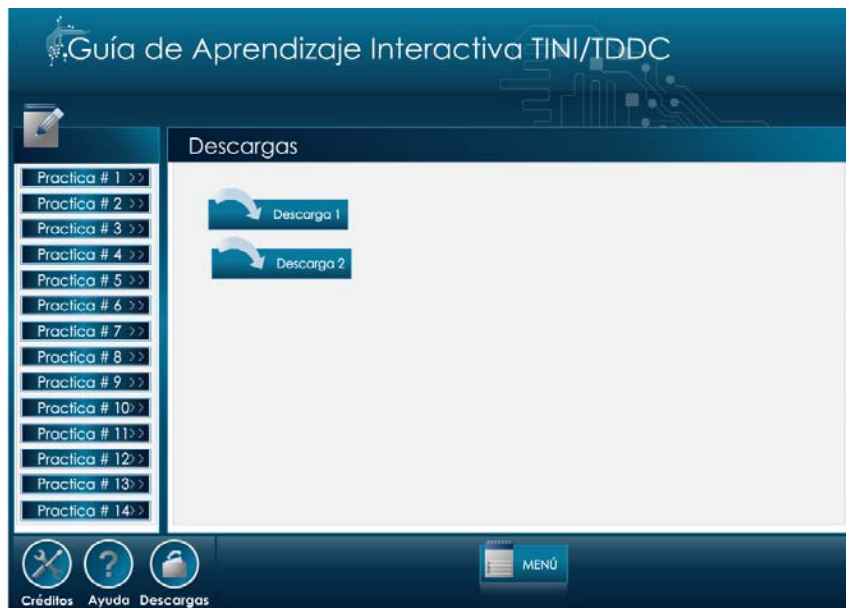 Guía de Aprendizaje Interactiva TINI/TDDC
Descargas
Practica # 1 >>
Practica # 2 >>
Practica # 3 >>
Practica # 4 >>
Practica # 5 >>
Practica # 6 >>
Practica # 7 >>
Practica # 8 >>
Practica # 9 >>
Practica # 10>>
Practica # 11>>
Practica # 12>>
Practica # 13>>
Practica # 14>>
Descarga 1
Descarga 2
?
MENÚ
Créditos Ayuda Descargas